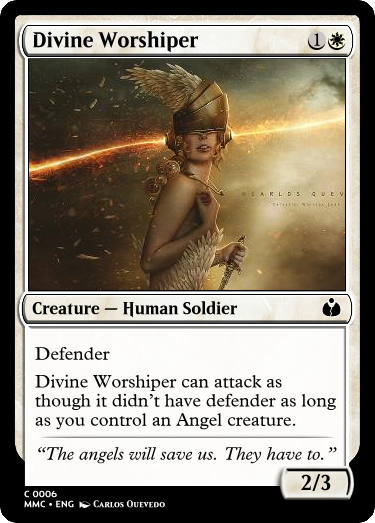 Divine Worshiper 1
©CARLOS QUEV
Creature — Human Soldier
Defender
Divine Worshiper can attack as
though it didn't have defender as long
as you control an Angel creature.
"The angels will save us. They have to."
2/3
C 0006
MMC • ENG Carlos Quevedo